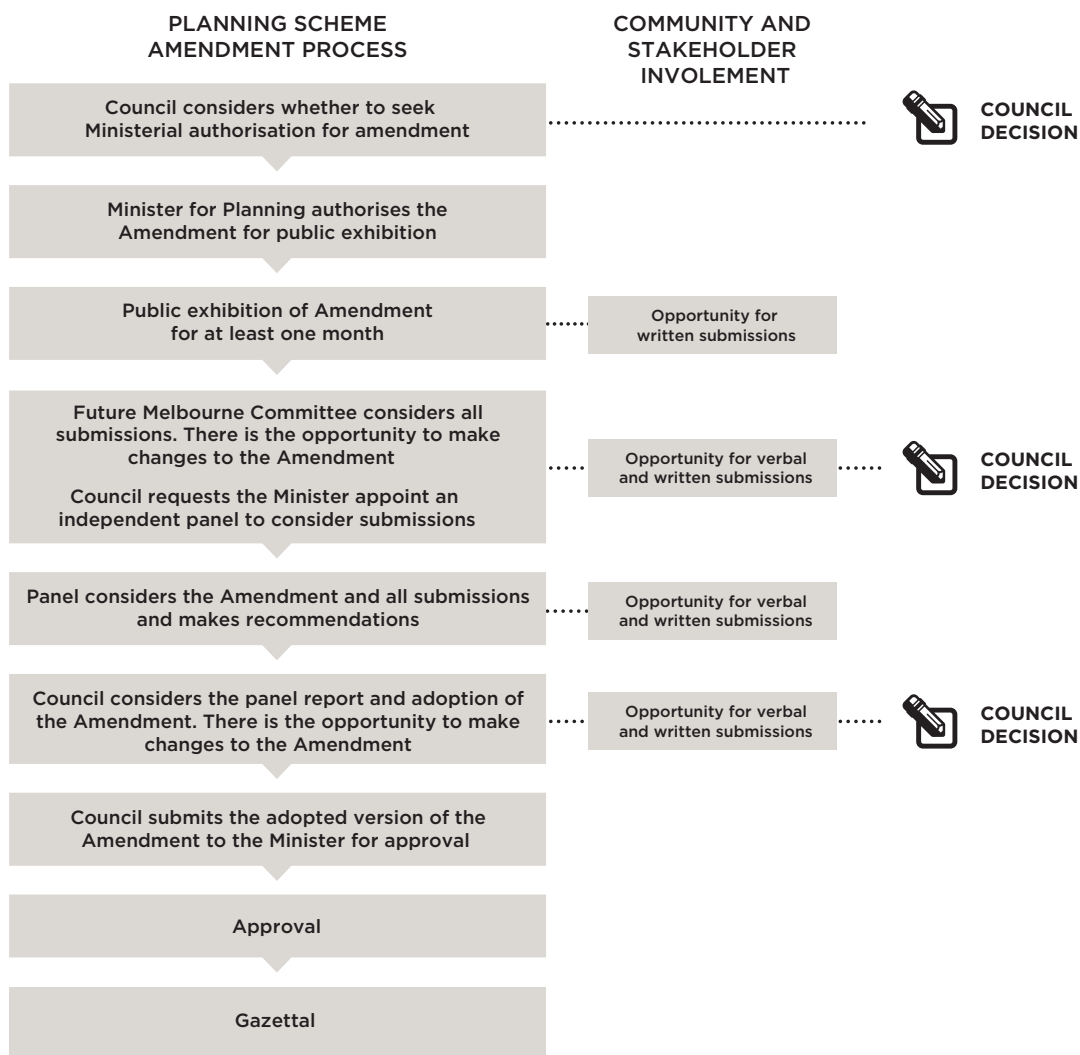 PLANNING SCHEME
AMENDMENT PROCESS
COMMUNITY AND
STAKEHOLDER
INVOLEMENT
Council considers whether to seek
Ministerial authorisation for amendment
COUNCIL
DECISION
Minister for Planning authorises the
Amendment for public exhibition
Public exhibition of Amendment
for at least one month
Opportunity for
written submissions
Future Melbourne Committee considers all
submissions. There is the opportunity to make
changes to the Amendment
Council requests the Minister appoint an
independent panel to consider submissions
Opportunity for verbal
and written submissions
COUNCIL
DECISION
Panel considers the Amendment and all submissions
and makes recommendations
Opportunity for verbal
and written submissions
Council considers the panel report and adoption of
the Amendment. There is the opportunity to make
changes to the Amendment
Opportunity for verbal
and written submissions
COUNCIL
DECISION
Council submits the adopted version of the
Amendment to the Minister for approval
Approval
Gazettal